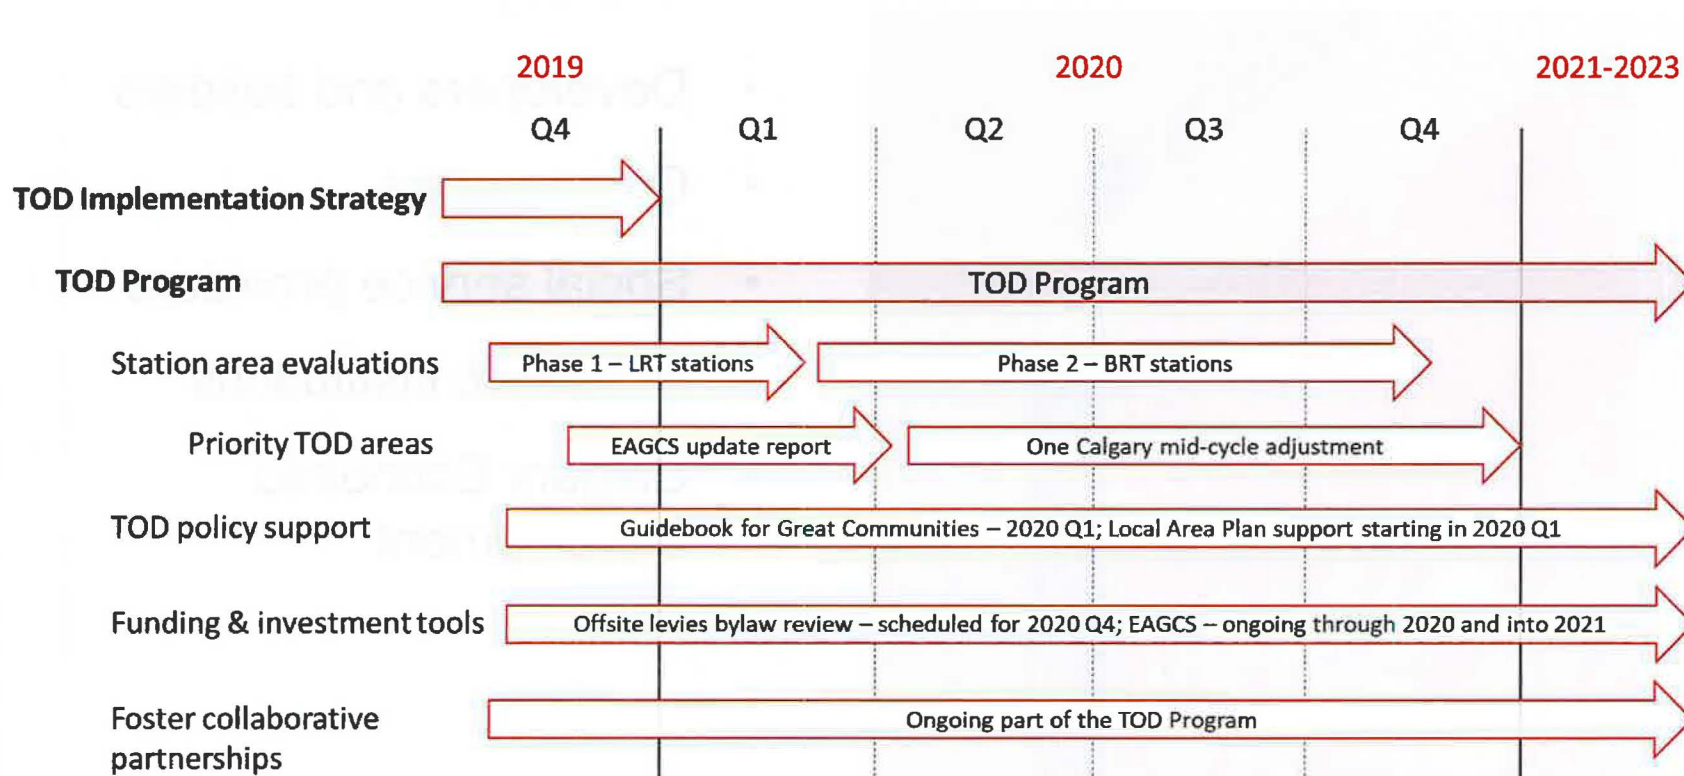 2019 2020 2021-2023
Q4 Q1 Q2 Q3 Q4
TOD Implementation Strategy
TOD Program TOD Program
Station area evaluations Phase 1 – LRT stations Phase 2 – BRT stations
Priority TOD areas EAGCS update report One Calgary mid-cycle adjustment
TOD policy support Guidebook for Great Communities – 2020 Q1; Local Area Plan support starting in 2020 Q1
Funding & investment tools Offsite levies bylaw review – scheduled for 2020 Q4; EAGCS – ongoing through 2020 and into 2021
Foster collaborative Ongoing part of the TOD Program
partnerships